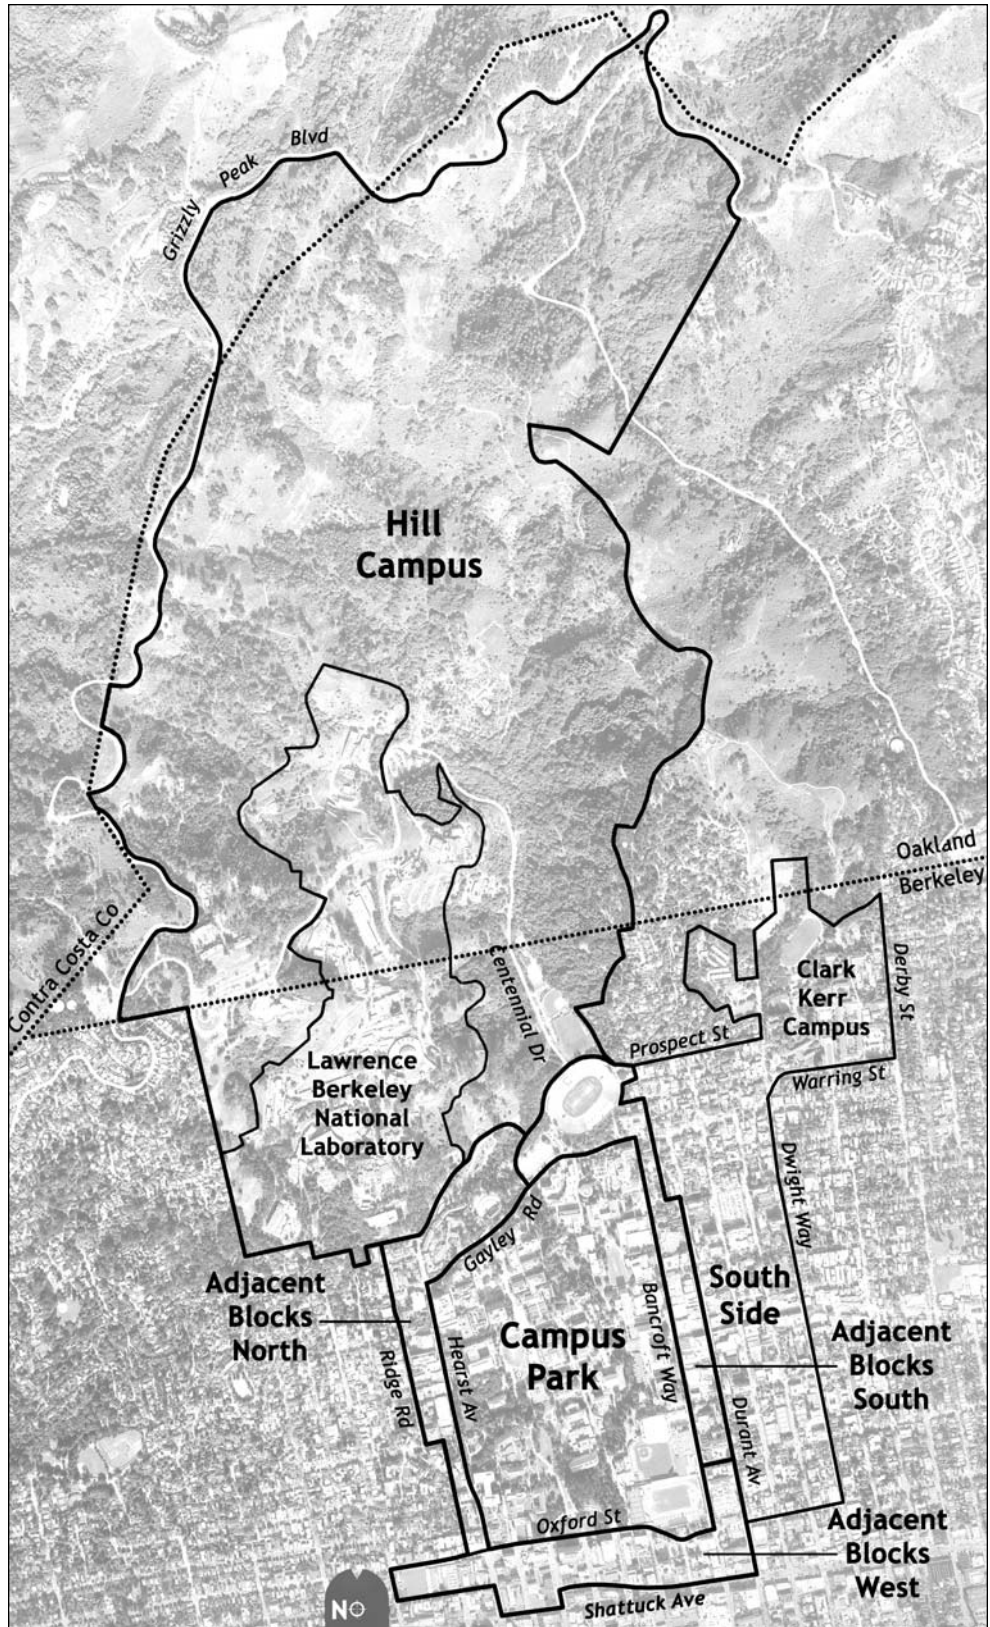 Grizzly Peak Blvd
Hill
Campus
Oakland
Berkeley
Contra Costa Co
Centennial Dr
Derby St
Clark
Kerr
Campus
Prospect St
Warring St
Lawrence
Berkeley
National
Laboratory
Dwight Way
Gayley Rd
Adjacent
Blocks
North
South
Side
Bancroft Way
Campus
Park
Adjacent
Blocks
South
Hearst Av
Ridge Rd
Durant Av
Oxford St
Adjacent
Blocks
West
Shattuck Ave
N